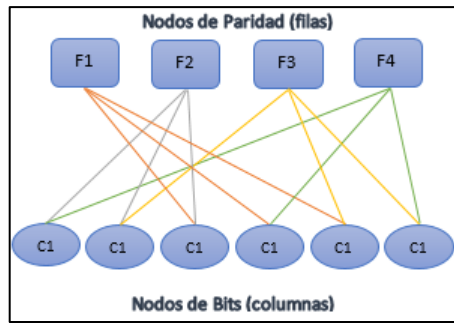 Nodos de Paridad (filas)
F1 F2 F3 F4
C1 C1 C1 C1 C1 C1
Nodos de Bits (columnas)